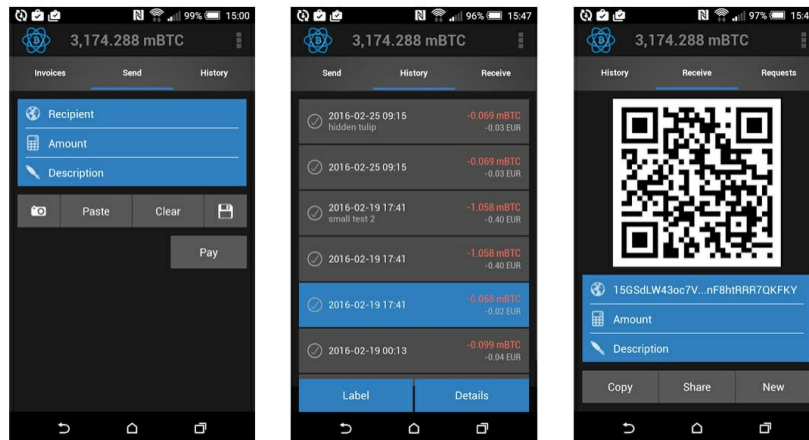 99% 15:00
3,174.288 mBTC
Invoices Send History
Recipient
Amount
Description
Paste Clear
Pay
96% 15:47
3,174.288 mBTC
Send History Receive
2016-02-25 09:15 -0.069 mBTC
hidden tulip -0.03 EUR
2016-02-25 09:15 -0.069 mBTC
-0.03 EUR
2016-02-19 17:41 -1.058 mBTC
small test 2 -0.40 EUR
2016-02-19 17:41 -1.058 mBTC
-0.40 EUR
2016-02-19 17:41 -0.058 mBTC
-0.02 EUR
2016-02-19 00:13 -0.099 mBTC
-0.04 EUR
Label Details
97% 15:4
3,174.288 mBTC
History Receive Requests
15GSdLW43oc7V...nF8htRRR7QKFKY
Amount
Description
Copy Share New